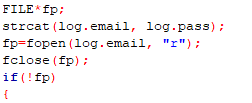 FILE*fp;
strcat(log.email, log.pass);
fp=fopen(log.email, "r");
fclose(fp);
if(!fp)
{